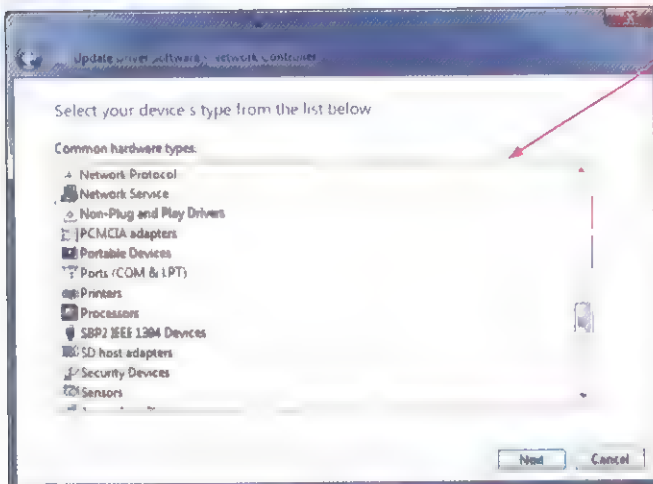 Update Driver Software - Network Controller
Select your device s type from the list below
Common hardware types:
Network Protocol
Network Service
Non-Plug and Play Drivers
PCMCIA adapters
Portable Devices
Ports (COM & LPT)
Printers
Processors
SBP2 IEEE 1394 Devices
SD host adapters
Security Devices
Sensors
Next
Cancel